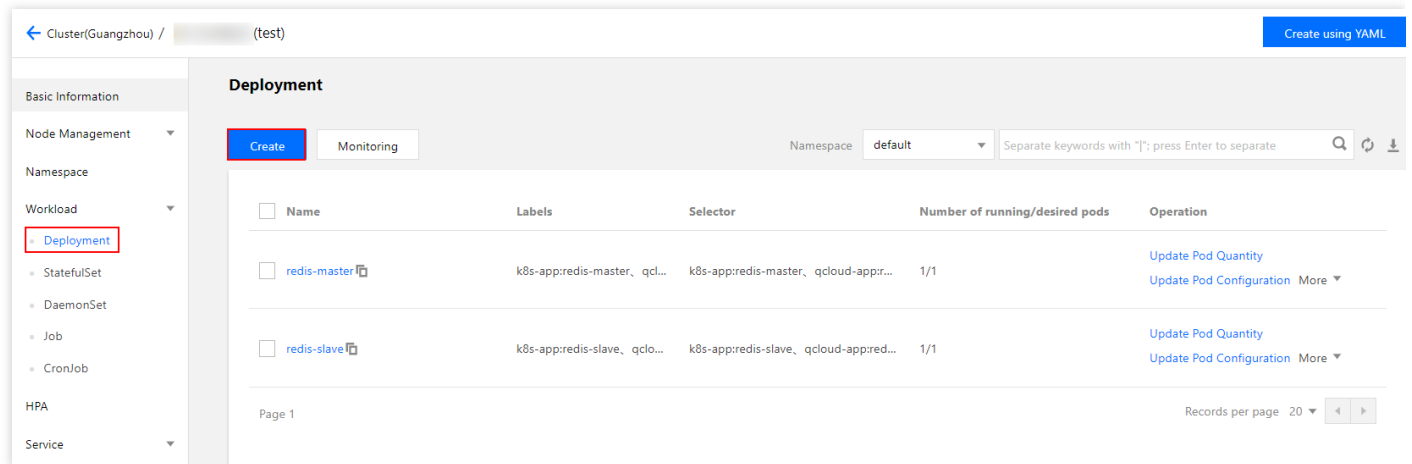 Cluster(Guangzhou) / (test)
Create using YAML
Basic Information
Node Management
Namespace
Workload
Deployment
StatefulSet
DaemonSet
Job
CronJob
HPA
Service
Deployment
Create Monitoring Namespace default Separate keywords with "|"; press Enter to separate
Name Labels Selector Number of running/desired pods Operation
redis-master k8s-app:redis-master、qcl... k8s-app:redis-master、qcloud-app:r... 1/1
Update Pod Quantity
Update Pod Configuration More
redis-slave k8s-app:redis-slave、qclo... k8s-app:redis-slave、qcloud-app:red... 1/1
Update Pod Quantity
Update Pod Configuration More
Page 1 Records per page 20